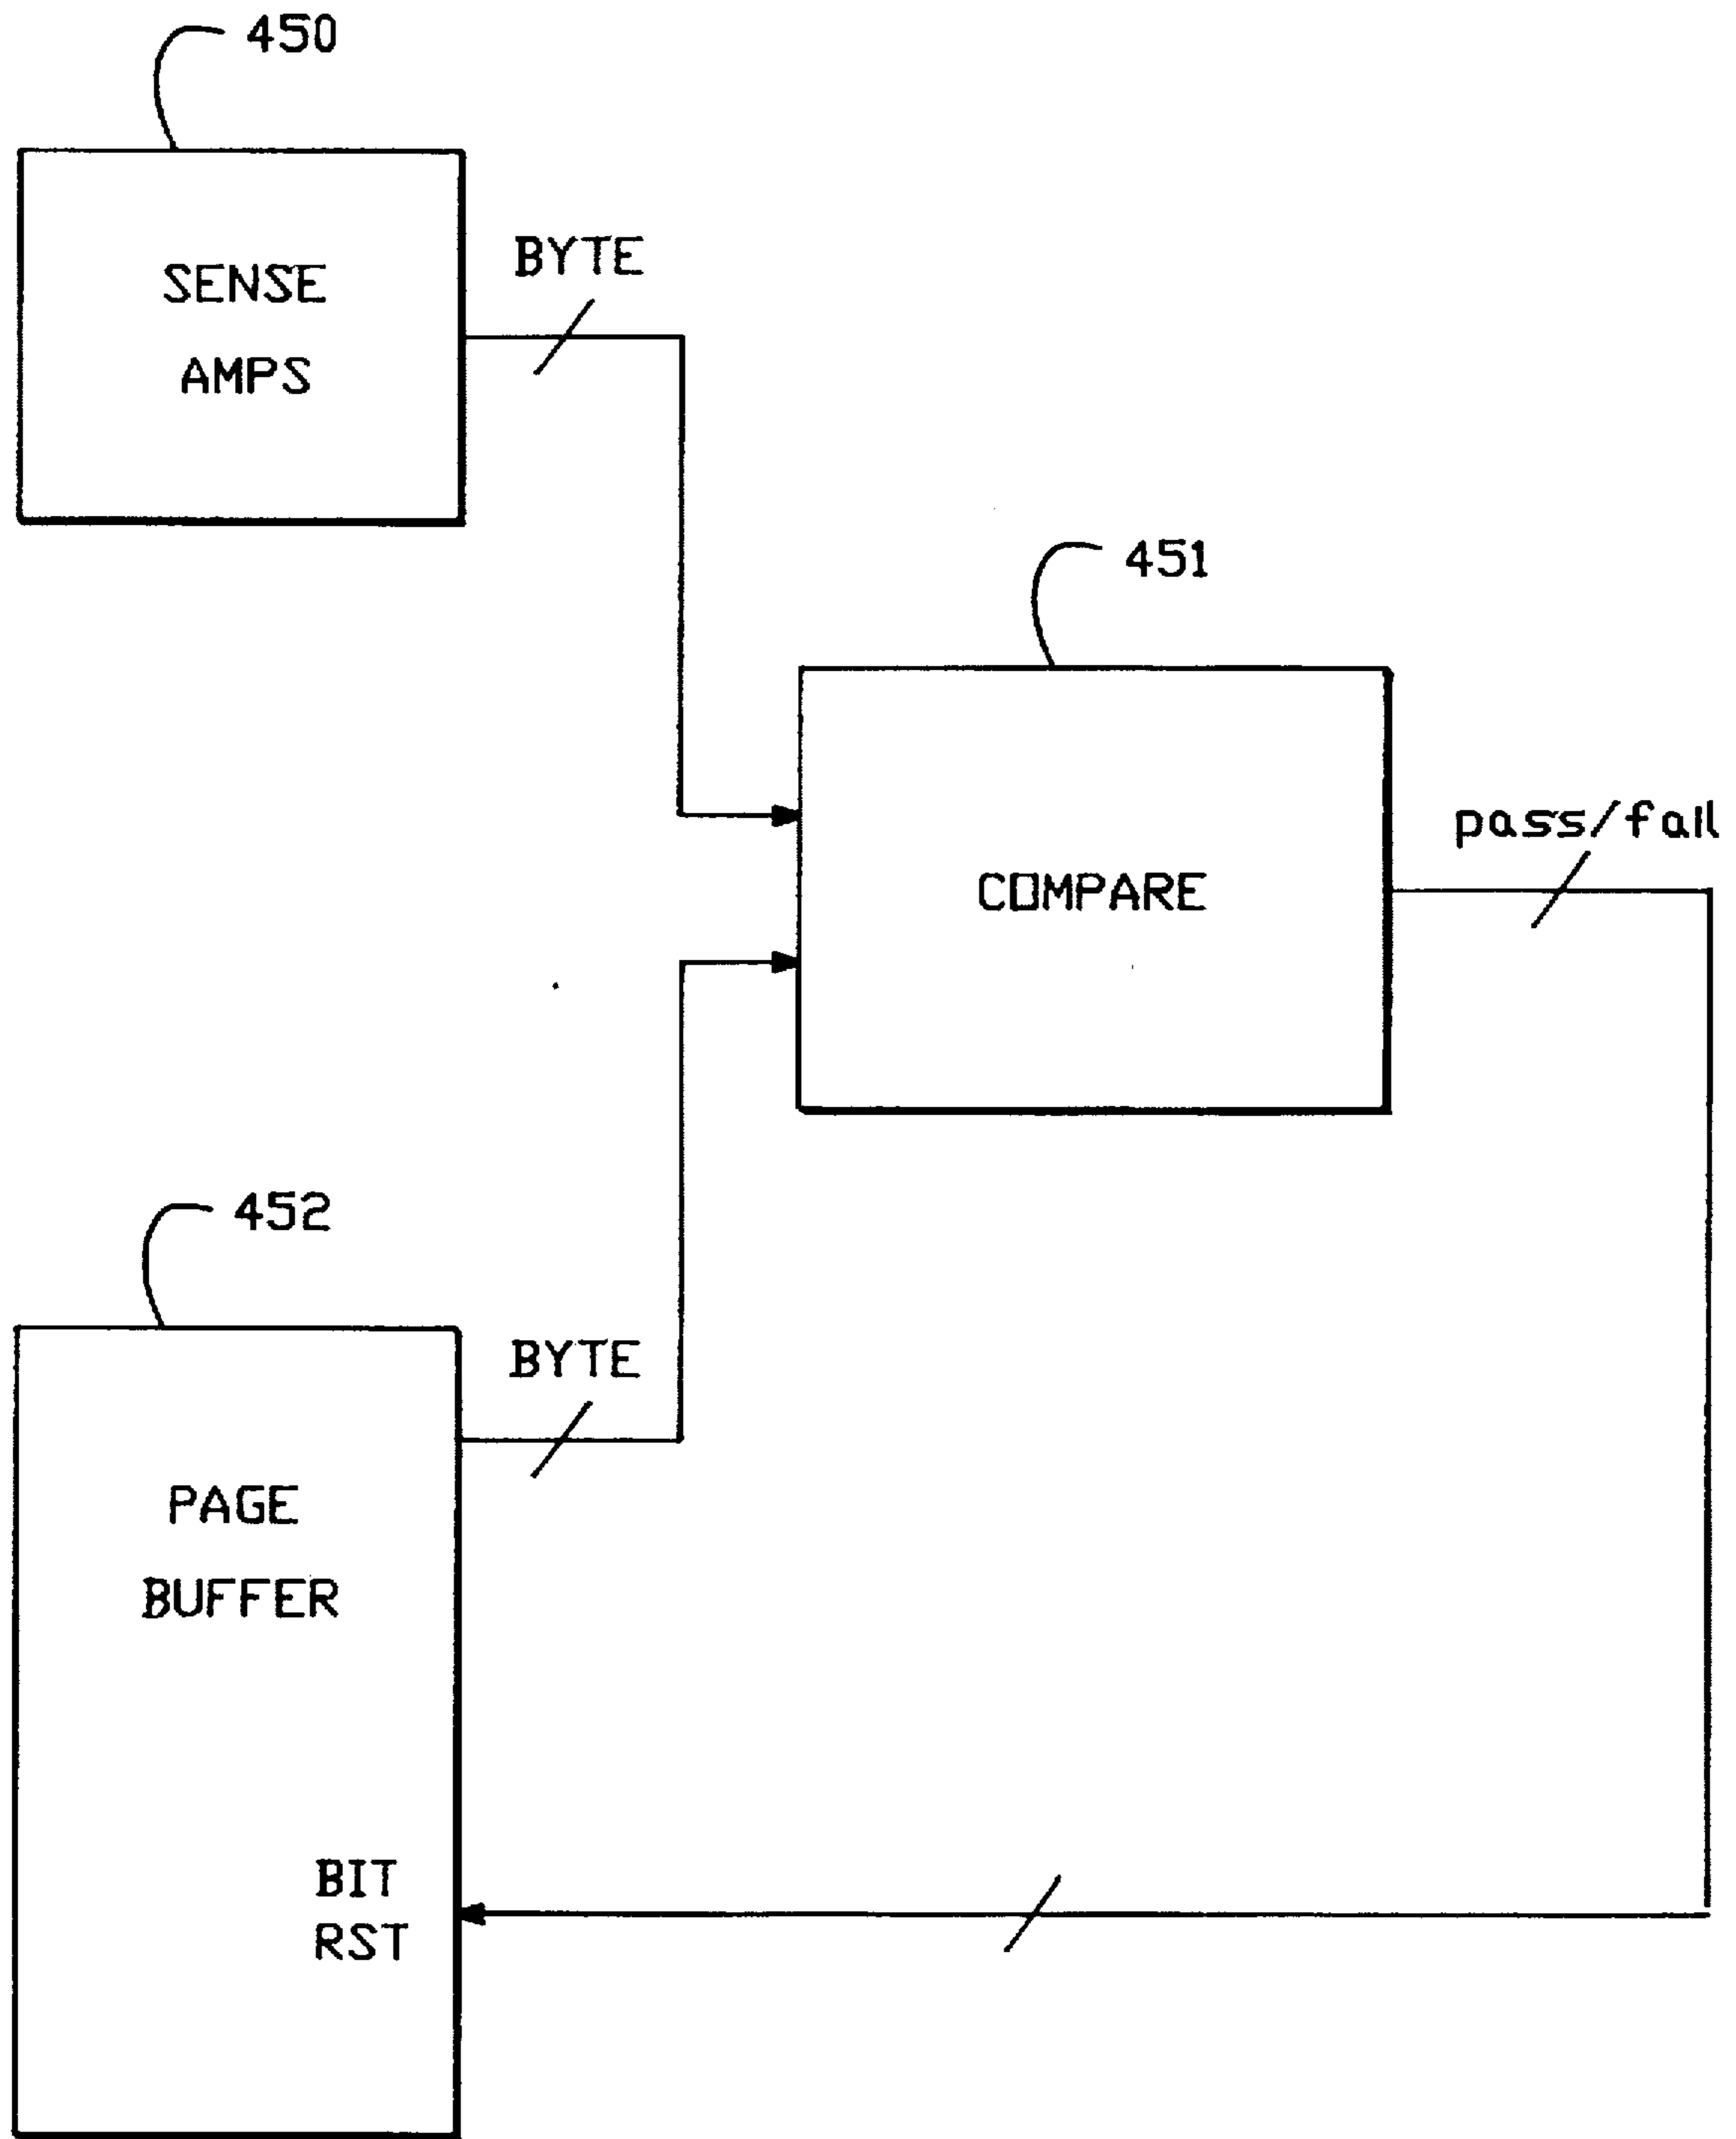 450
SENSE
AMPS
BYTE
451
COMPARE
pass/fail
452
BYTE
PAGE
BUFFER
BIT
RST